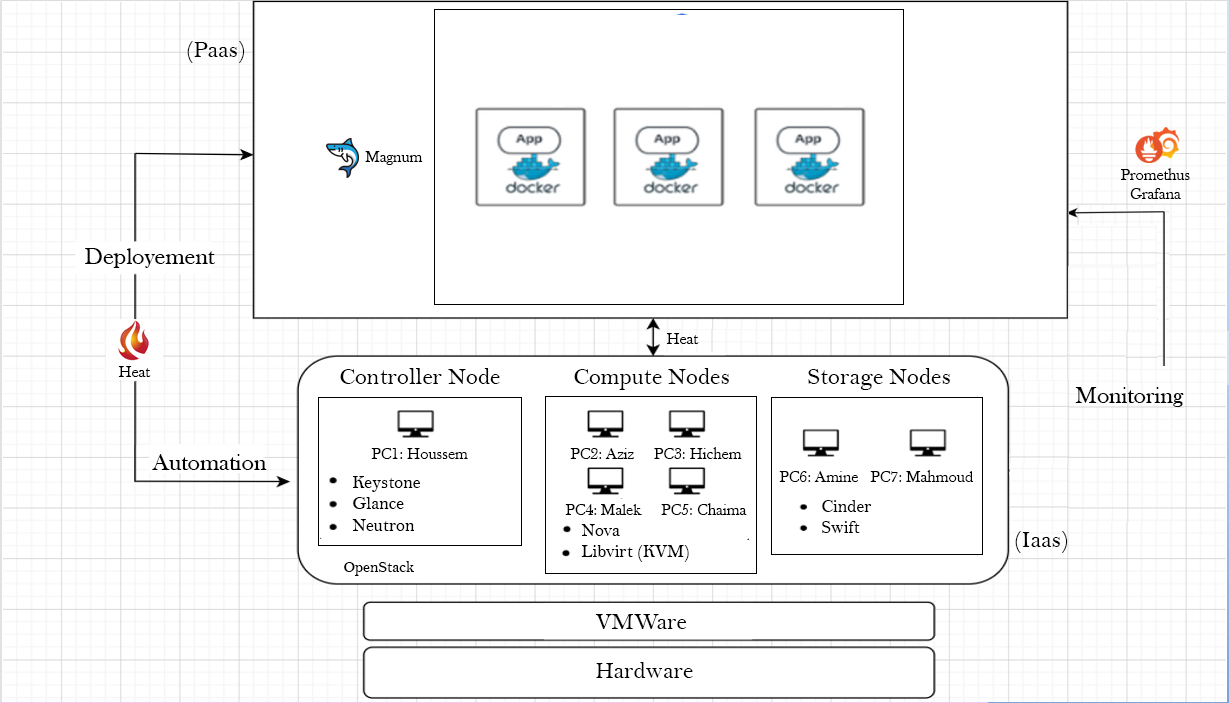 (Paas)
App
docker
App
docker
App
docker
Magnum
Promethus
Grafana
Deployement
Heat
Heat
Controller Node
Compute Nodes
Storage Nodes
Monitoring
PC1: Houssem
PC2: Aziz
PC3: Hichem
PC4: Malek
PC5: Chaima
PC6: Amine
PC7: Mahmoud
Automation
• Keystone
• Glance
• Neutron
• Nova
• Libvirt (KVM)
• Cinder
• Swift
(Iaas)
OpenStack
VMWare
Hardware